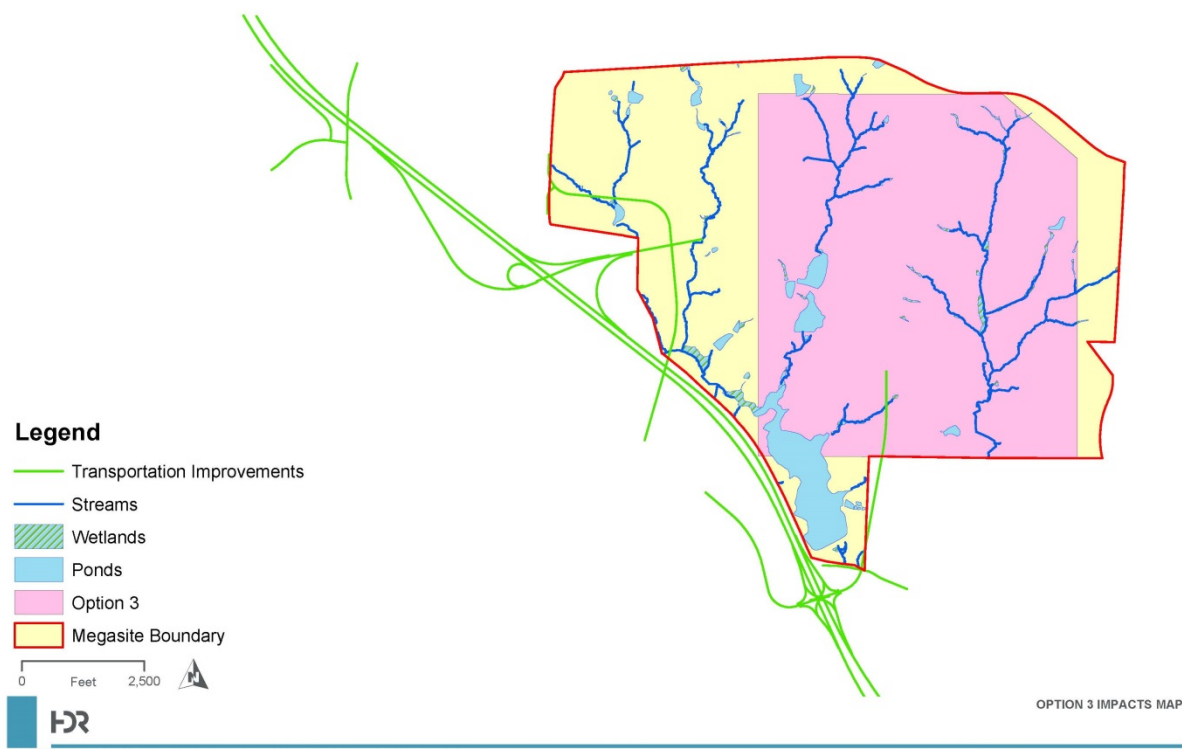 Legend
Transportation Improvements
Streams
Wetlands
Ponds
Option 3
Megasite Boundary
0 Feet 2,500
N
OPTION 3 IMPACTS MAP
HDR